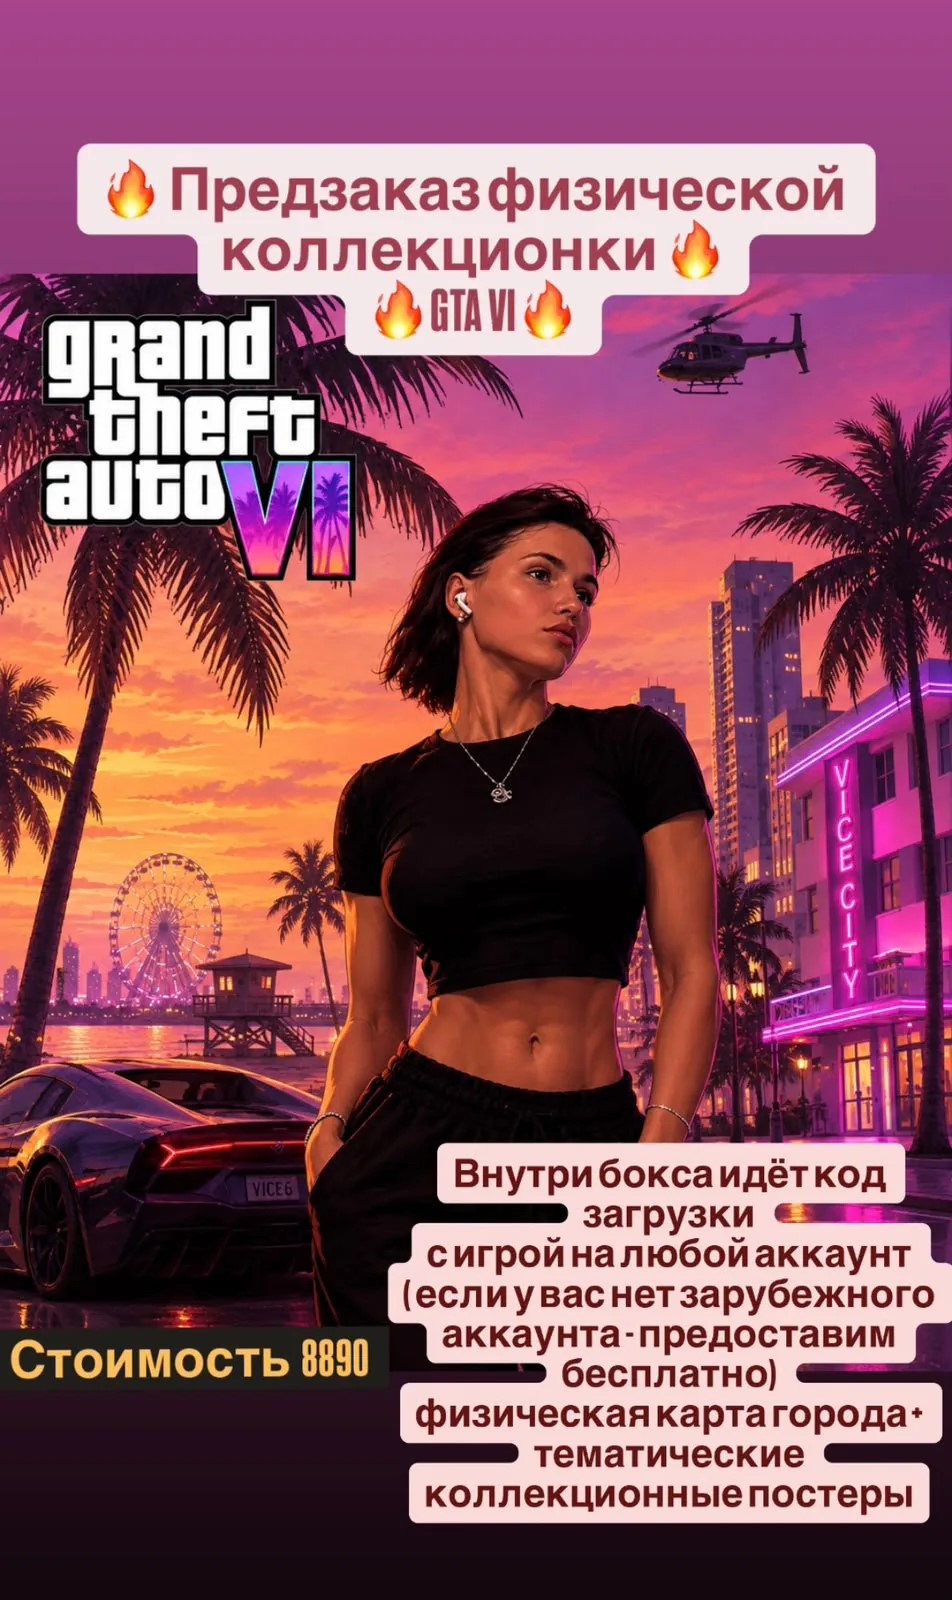 🔥 Предзаказ физической
коллекционки 🔥
🔥 GTA VI 🔥
grand
theft
auto VI
VICE CITY
VICE6
Внутри бокса идёт код
загрузки
с игрой на любой аккаунт
(если у вас нет зарубежного
аккаунта - предоставим
бесплатно)
физическая карта города+
тематические
коллекционные постеры
Стоимость 8890